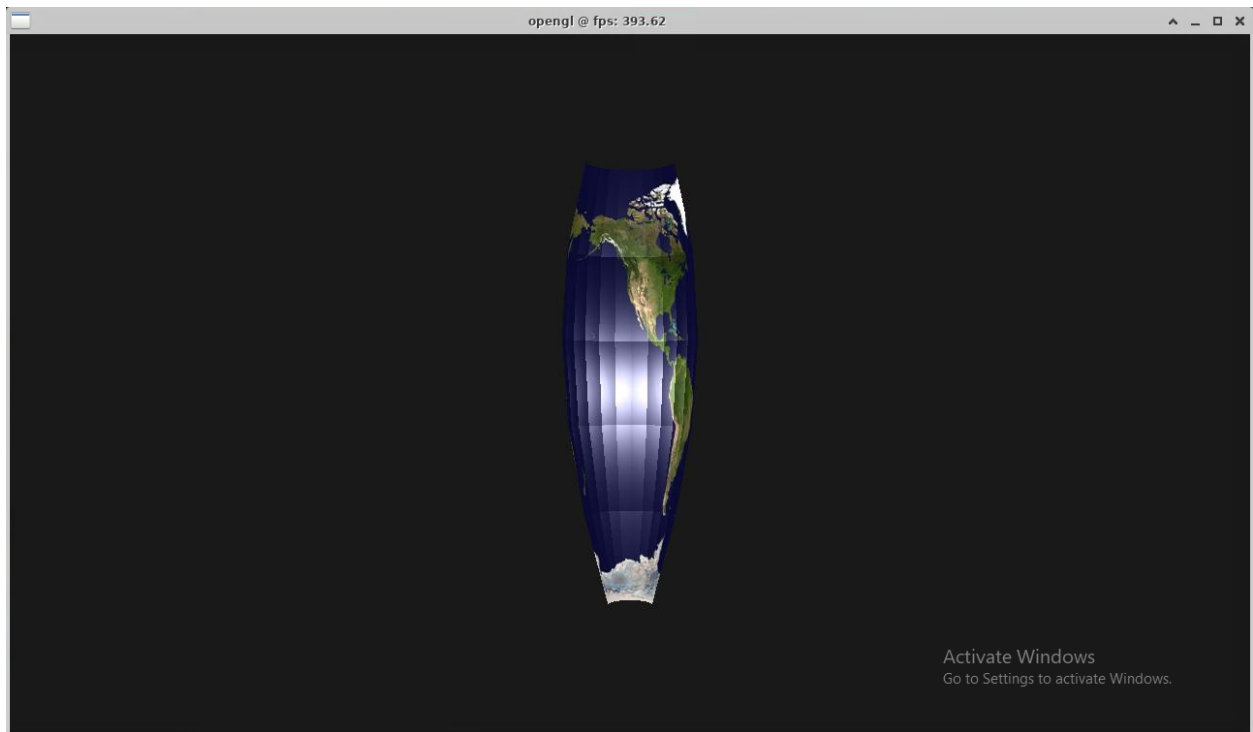 opengl @ fps: 393.62
Activate Windows
Go to Settings to activate Windows.